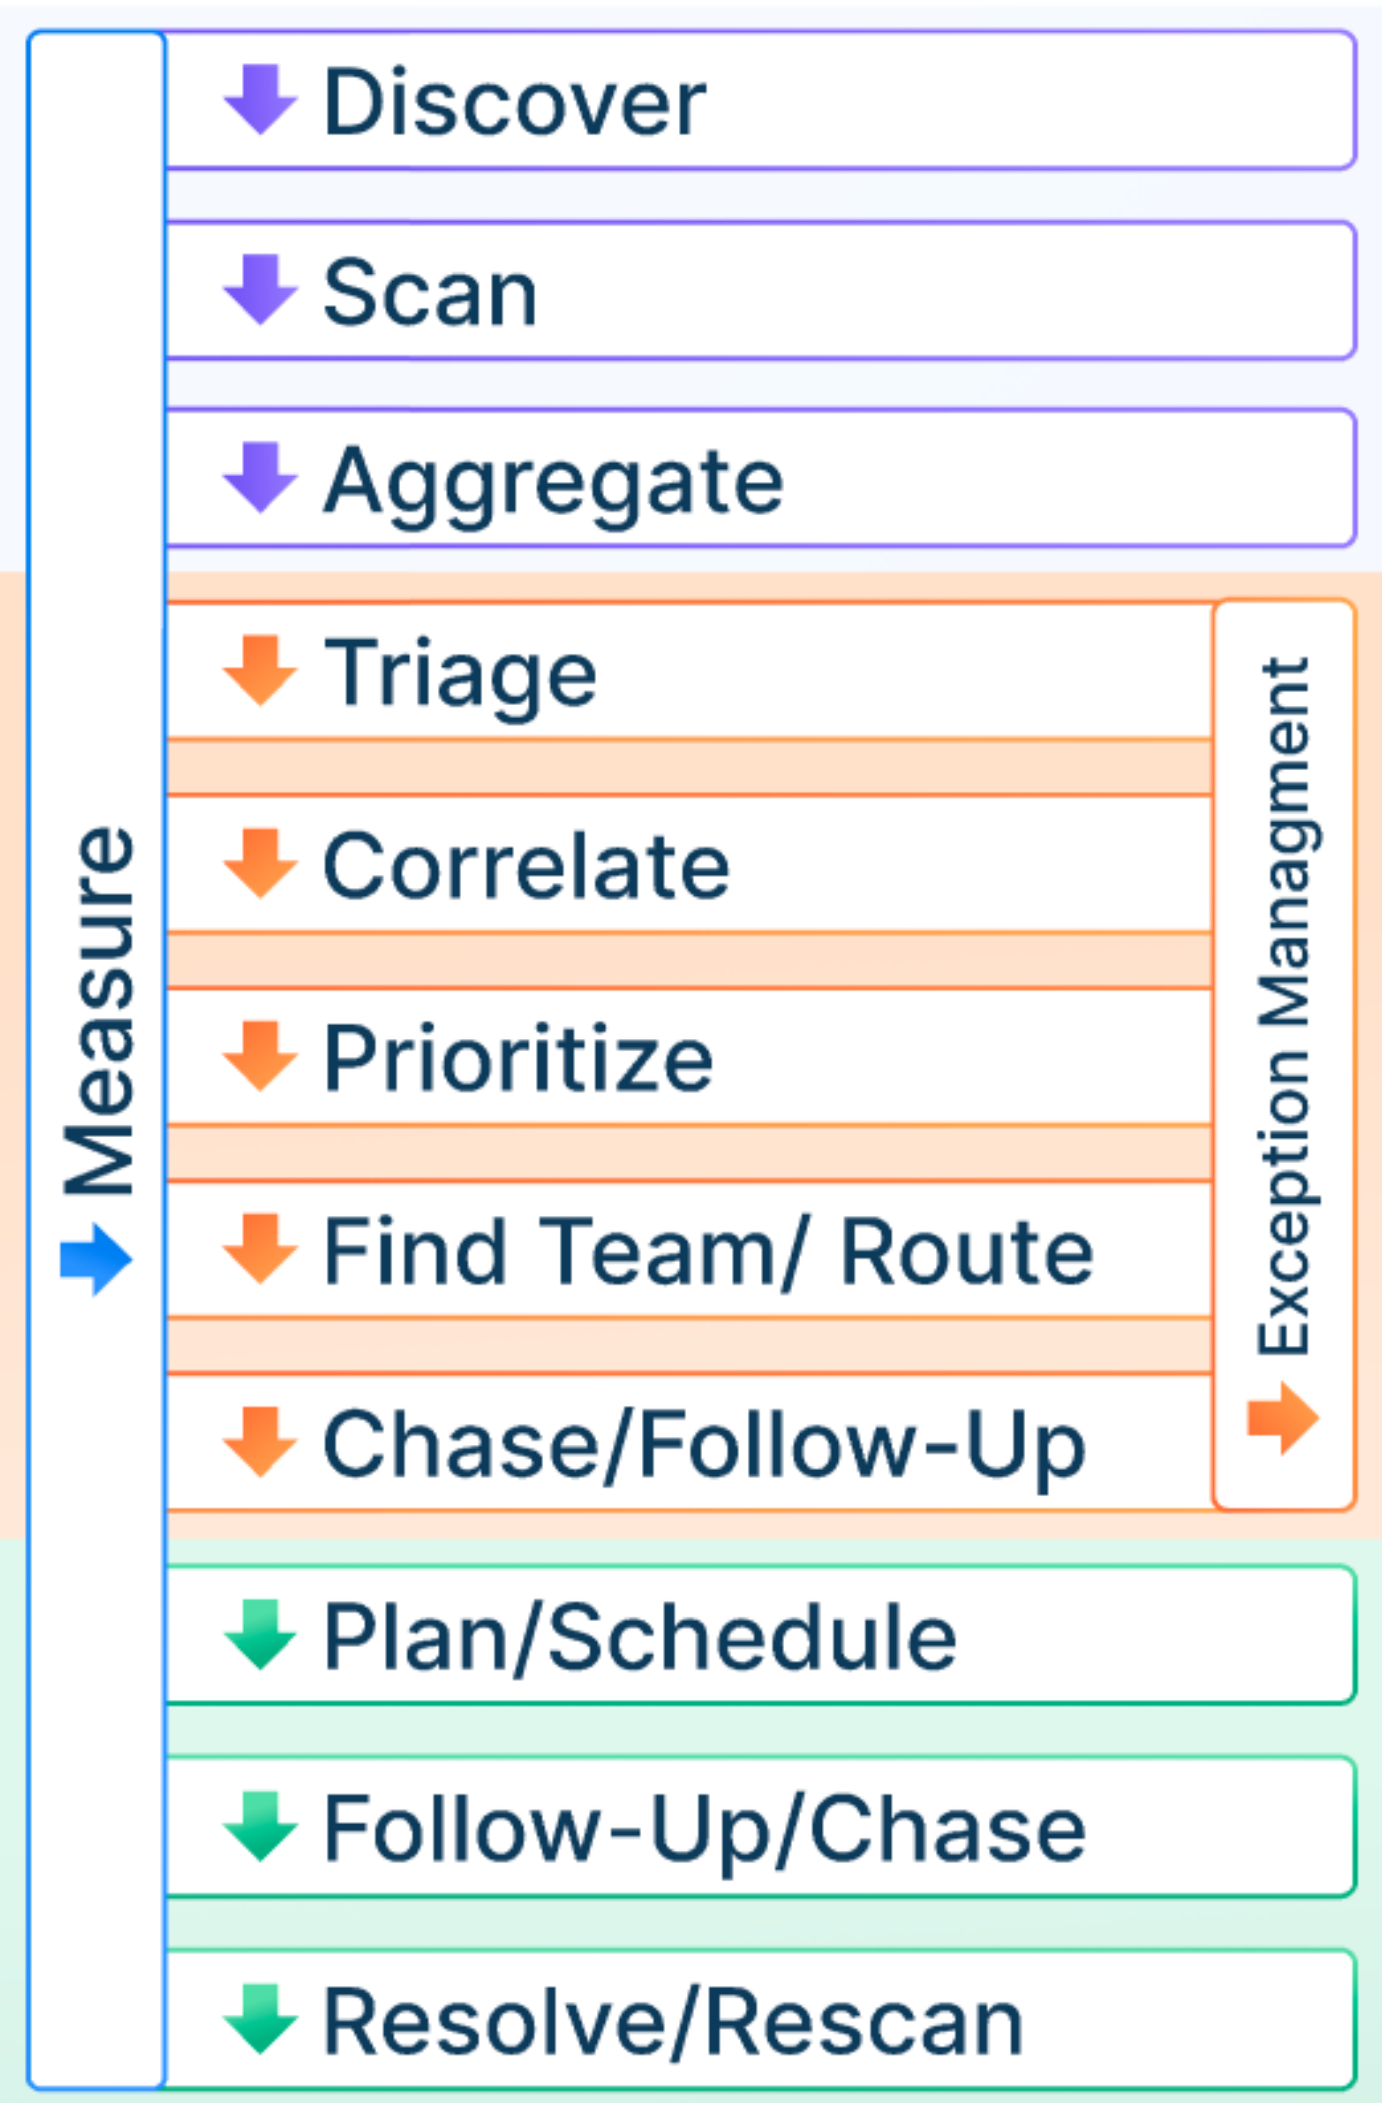 Measure
Discover
Scan
Aggregate
Triage
Correlate
Prioritize
Find Team/ Route
Chase/Follow-Up
Exception Managment
Plan/Schedule
Follow-Up/Chase
Resolve/Rescan